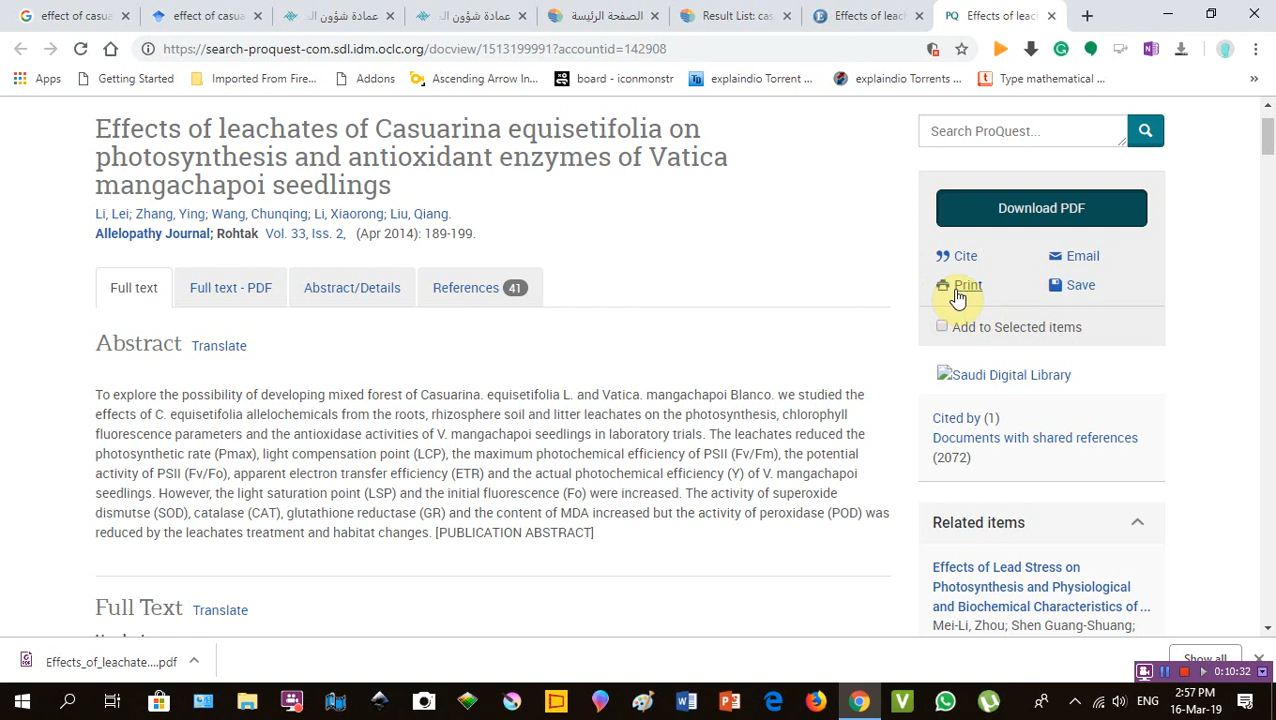 effect of casua
effect of casua
عمادة شؤون الم
عمادة شؤون الم
الصفحة الرئيسة
Result List: cas
Effects of leac
PQ Effects of leac
https://search-proquest-com.sdl.idm.oclc.org/docview/1513199991?accountid=142908
Apps
Getting Started
Imported From Fire...
Addons
Ascending Arrow In...
board - iconmonstr
explaindio Torrent ...
explaindio Torrents ...
Type mathematical ...
»
Effects of leachates of Casuarina equisetifolia on
photosynthesis and antioxidant enzymes of Vatica
mangachapoi seedlings
Li, Lei; Zhang, Ying; Wang, Chunqing; Li, Xiaorong; Liu, Qiang.
Allelopathy Journal; Rohtak Vol. 33, Iss. 2, (Apr 2014): 189-199.
Full text
Full text - PDF
Abstract/Details
References 41
Abstract Translate
To explore the possibility of developing mixed forest of Casuarina. equisetifolia L. and Vatica. mangachapoi Blanco. we studied the
effects of C. equisetifolia allelochemicals from the roots, rhizosphere soil and litter leachates on the photosynthesis, chlorophyll
fluorescence parameters and the antioxidase activities of V. mangachapoi seedlings in laboratory trials. The leachates reduced the
photosynthetic rate (Pmax), light compensation point (LCP), the maximum photochemical efficiency of PSII (Fv/Fm), the potential
activity of PSII (Fv/Fo), apparent electron transfer efficiency (ETR) and the actual photochemical efficiency (Y) of V. mangachapoi
seedlings. However, the light saturation point (LSP) and the initial fluorescence (Fo) were increased. The activity of superoxide
dismutse (SOD), catalase (CAT), glutathione reductase (GR) and the content of MDA increased but the activity of peroxidase (POD) was
reduced by the leachates treatment and habitat changes. [PUBLICATION ABSTRACT]
Full Text Translate
Search ProQuest...
Download PDF
Cite
Email
Print
Save
Add to Selected items
Saudi Digital Library
Cited by (1)
Documents with shared references
(2072)
Related items
Effects of Lead Stress on
Photosynthesis and Physiological
and Biochemical Characteristics of ...
Mei-Li, Zhou; Shen Guang-Shuang;
Effects_of_leachate....pdf
Show all
0:10:32
ENG
2:57 PM
16-Mar-19